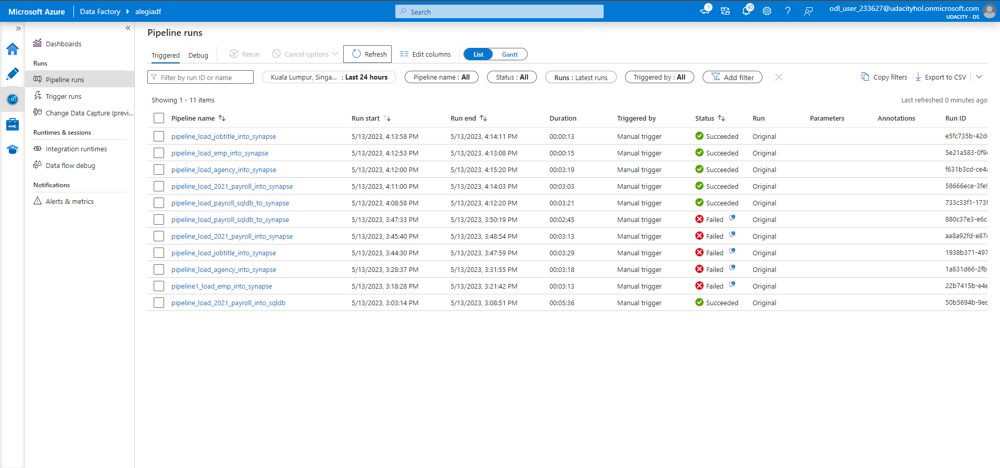 Microsoft Azure Data Factory alegiadf Search 1 40 odl_user_233627@udacityhol.onmicrosoft.com
UDACITY - DS
Dashboards
Runs
Pipeline runs
Trigger runs
Change Data Capture (previ...
Runtimes & sessions
Integration runtimes
Data flow debug
Notifications
Alerts & metrics
Pipeline runs
Triggered Debug Rerun Cancel options Refresh Edit columns List Gantt
Filter by run ID or name Kuala Lumpur, Singa... : Last 24 hours Pipeline name : All Status : All Runs : Latest runs Triggered by : All Add filter Copy filters Export to CSV
Showing 1 - 11 items Last refreshed 0 minutes ago
Pipeline name Run start Run end Duration Triggered by Status Run Parameters Annotations Run ID
pipeline_load_jobtitle_into_synapse 5/13/2023, 4:13:58 PM 5/13/2023, 4:14:11 PM 00:00:13 Manual trigger Succeeded Original e5fc735b-42d
pipeline_load_emp_into_synapse 5/13/2023, 4:12:53 PM 5/13/2023, 4:13:08 PM 00:00:15 Manual trigger Succeeded Original 5e21a583-0f9
pipeline_load_agency_into_synapse 5/13/2023, 4:12:00 PM 5/13/2023, 4:15:20 PM 00:03:19 Manual trigger Succeeded Original f631b3cd-ce4
pipeline_load_2021_payroll_into_synapse 5/13/2023, 4:11:00 PM 5/13/2023, 4:14:03 PM 00:03:03 Manual trigger Succeeded Original 58666ece-3fe9
pipeline_load_payroll_sqldb_to_synapse 5/13/2023, 4:08:58 PM 5/13/2023, 4:12:20 PM 00:03:21 Manual trigger Succeeded Original 733c33f1-173f
pipeline_load_payroll_sqldb_to_synapse 5/13/2023, 3:47:33 PM 5/13/2023, 3:50:19 PM 00:02:45 Manual trigger Failed Original 880c37e3-e6c
pipeline_load_2021_payroll_into_synapse 5/13/2023, 3:45:40 PM 5/13/2023, 3:48:54 PM 00:03:13 Manual trigger Failed Original aa8a92fd-e87
pipeline_load_jobtitle_into_synapse 5/13/2023, 3:44:30 PM 5/13/2023, 3:47:59 PM 00:03:29 Manual trigger Failed Original 1938b371-497
pipeline_load_agency_into_synapse 5/13/2023, 3:28:37 PM 5/13/2023, 3:31:55 PM 00:03:18 Manual trigger Failed Original 1a831d66-2fb
pipeline1_load_emp_into_synapse 5/13/2023, 3:18:28 PM 5/13/2023, 3:21:42 PM 00:03:13 Manual trigger Failed Original 22b7415b-e4e
pipeline_load_2021_payroll_into_sqldb 5/13/2023, 3:03:14 PM 5/13/2023, 3:08:51 PM 00:05:36 Manual trigger Succeeded Original 50b5694b-9ec